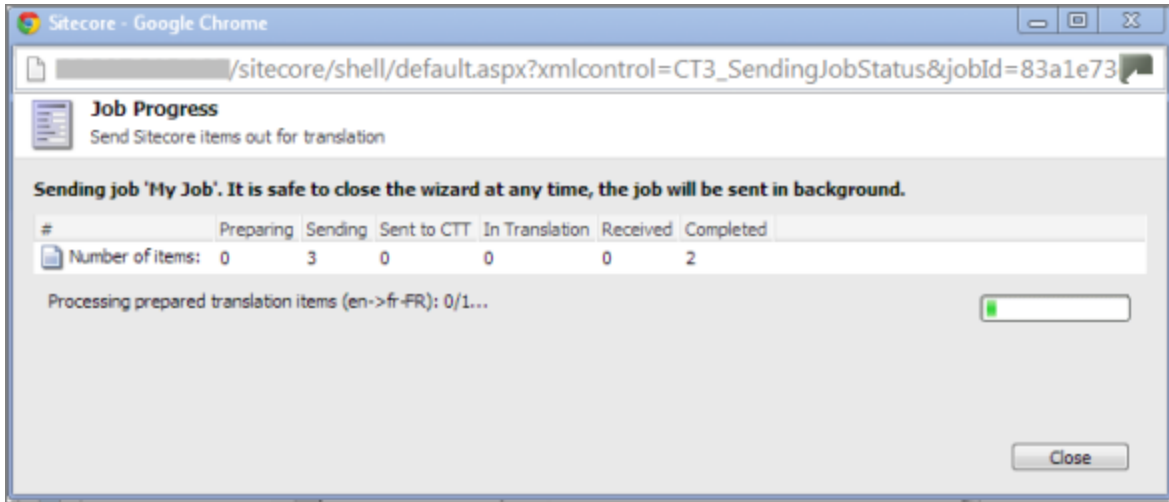 Sitecore - Google Chrome
/sitecore/shell/default.aspx?xmlcontrol=CT3_SendingJobStatus&jobId=83a1e73
Job Progress
Send Sitecore items out for translation
Sending job 'My Job'. It is safe to close the wizard at any time, the job will be sent in background.
# Preparing Sending Sent to CTT In Translation Received Completed
Number of items: 0 3 0 0 0 2
Processing prepared translation items (en->fr-FR): 0/1...
Close